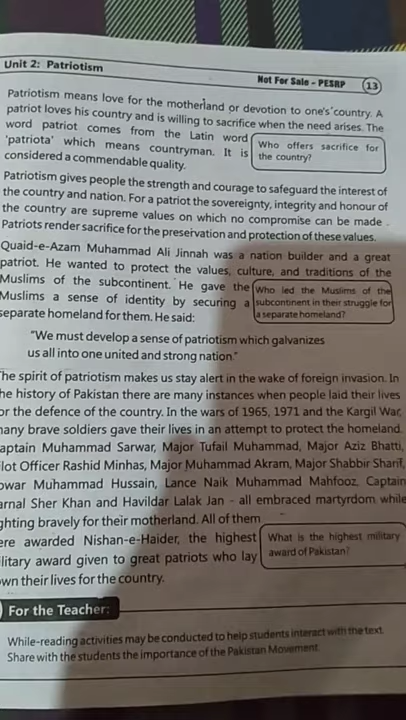 Unit 2: Patriotism
Not For Sale - PESRP 13
Patriotism means love for the motherland or devotion to one's country. A
patriot loves his country and is willing to sacrifice when the need arises. The
word patriot comes from the Latin word
'patriota' which means countryman. It is
considered a commendable quality.
Who offers sacrifice for
the country?
Patriotism gives people the strength and courage to safeguard the interest of
the country and nation. For a patriot the sovereignty, integrity and honour of
the country are supreme values on which no compromise can be made .
Patriots render sacrifice for the preservation and protection of these values.
Quaid-e-Azam Muhammad Ali Jinnah was a nation builder and a great
patriot. He wanted to protect the values, culture, and traditions of the
Muslims of the subcontinent. He gave the
Muslims a sense of identity by securing a
separate homeland for them. He said:
Who led the Muslims of the
subcontinent in their struggle for
a separate homeland?
"We must develop a sense of patriotism which galvanizes
us all into one united and strong nation."
he spirit of patriotism makes us stay alert in the wake of foreign invasion. In
he history of Pakistan there are many instances when people laid their lives
or the defence of the country. In the wars of 1965, 1971 and the Kargil War,
many brave soldiers gave their lives in an attempt to protect the homeland.
aptain Muhammad Sarwar, Major Tufail Muhammad, Major Aziz Bhatti,
ilot Officer Rashid Minhas, Major Muhammad Akram, Major Shabbir Sharif,
owar Muhammad Hussain, Lance Naik Muhammad Mahfooz, Captain
arnal Sher Khan and Havildar Lalak Jan - all embraced martyrdom while
ghting bravely for their motherland. All of them
ere awarded Nishan-e-Haider, the highest
litary award given to great patriots who lay
wn their lives for the country.
What is the highest military
award of Pakistan?
For the Teacher:
While-reading activities may be conducted to help students interact with the text.
Share with the students the importance of the Pakistan Movement.